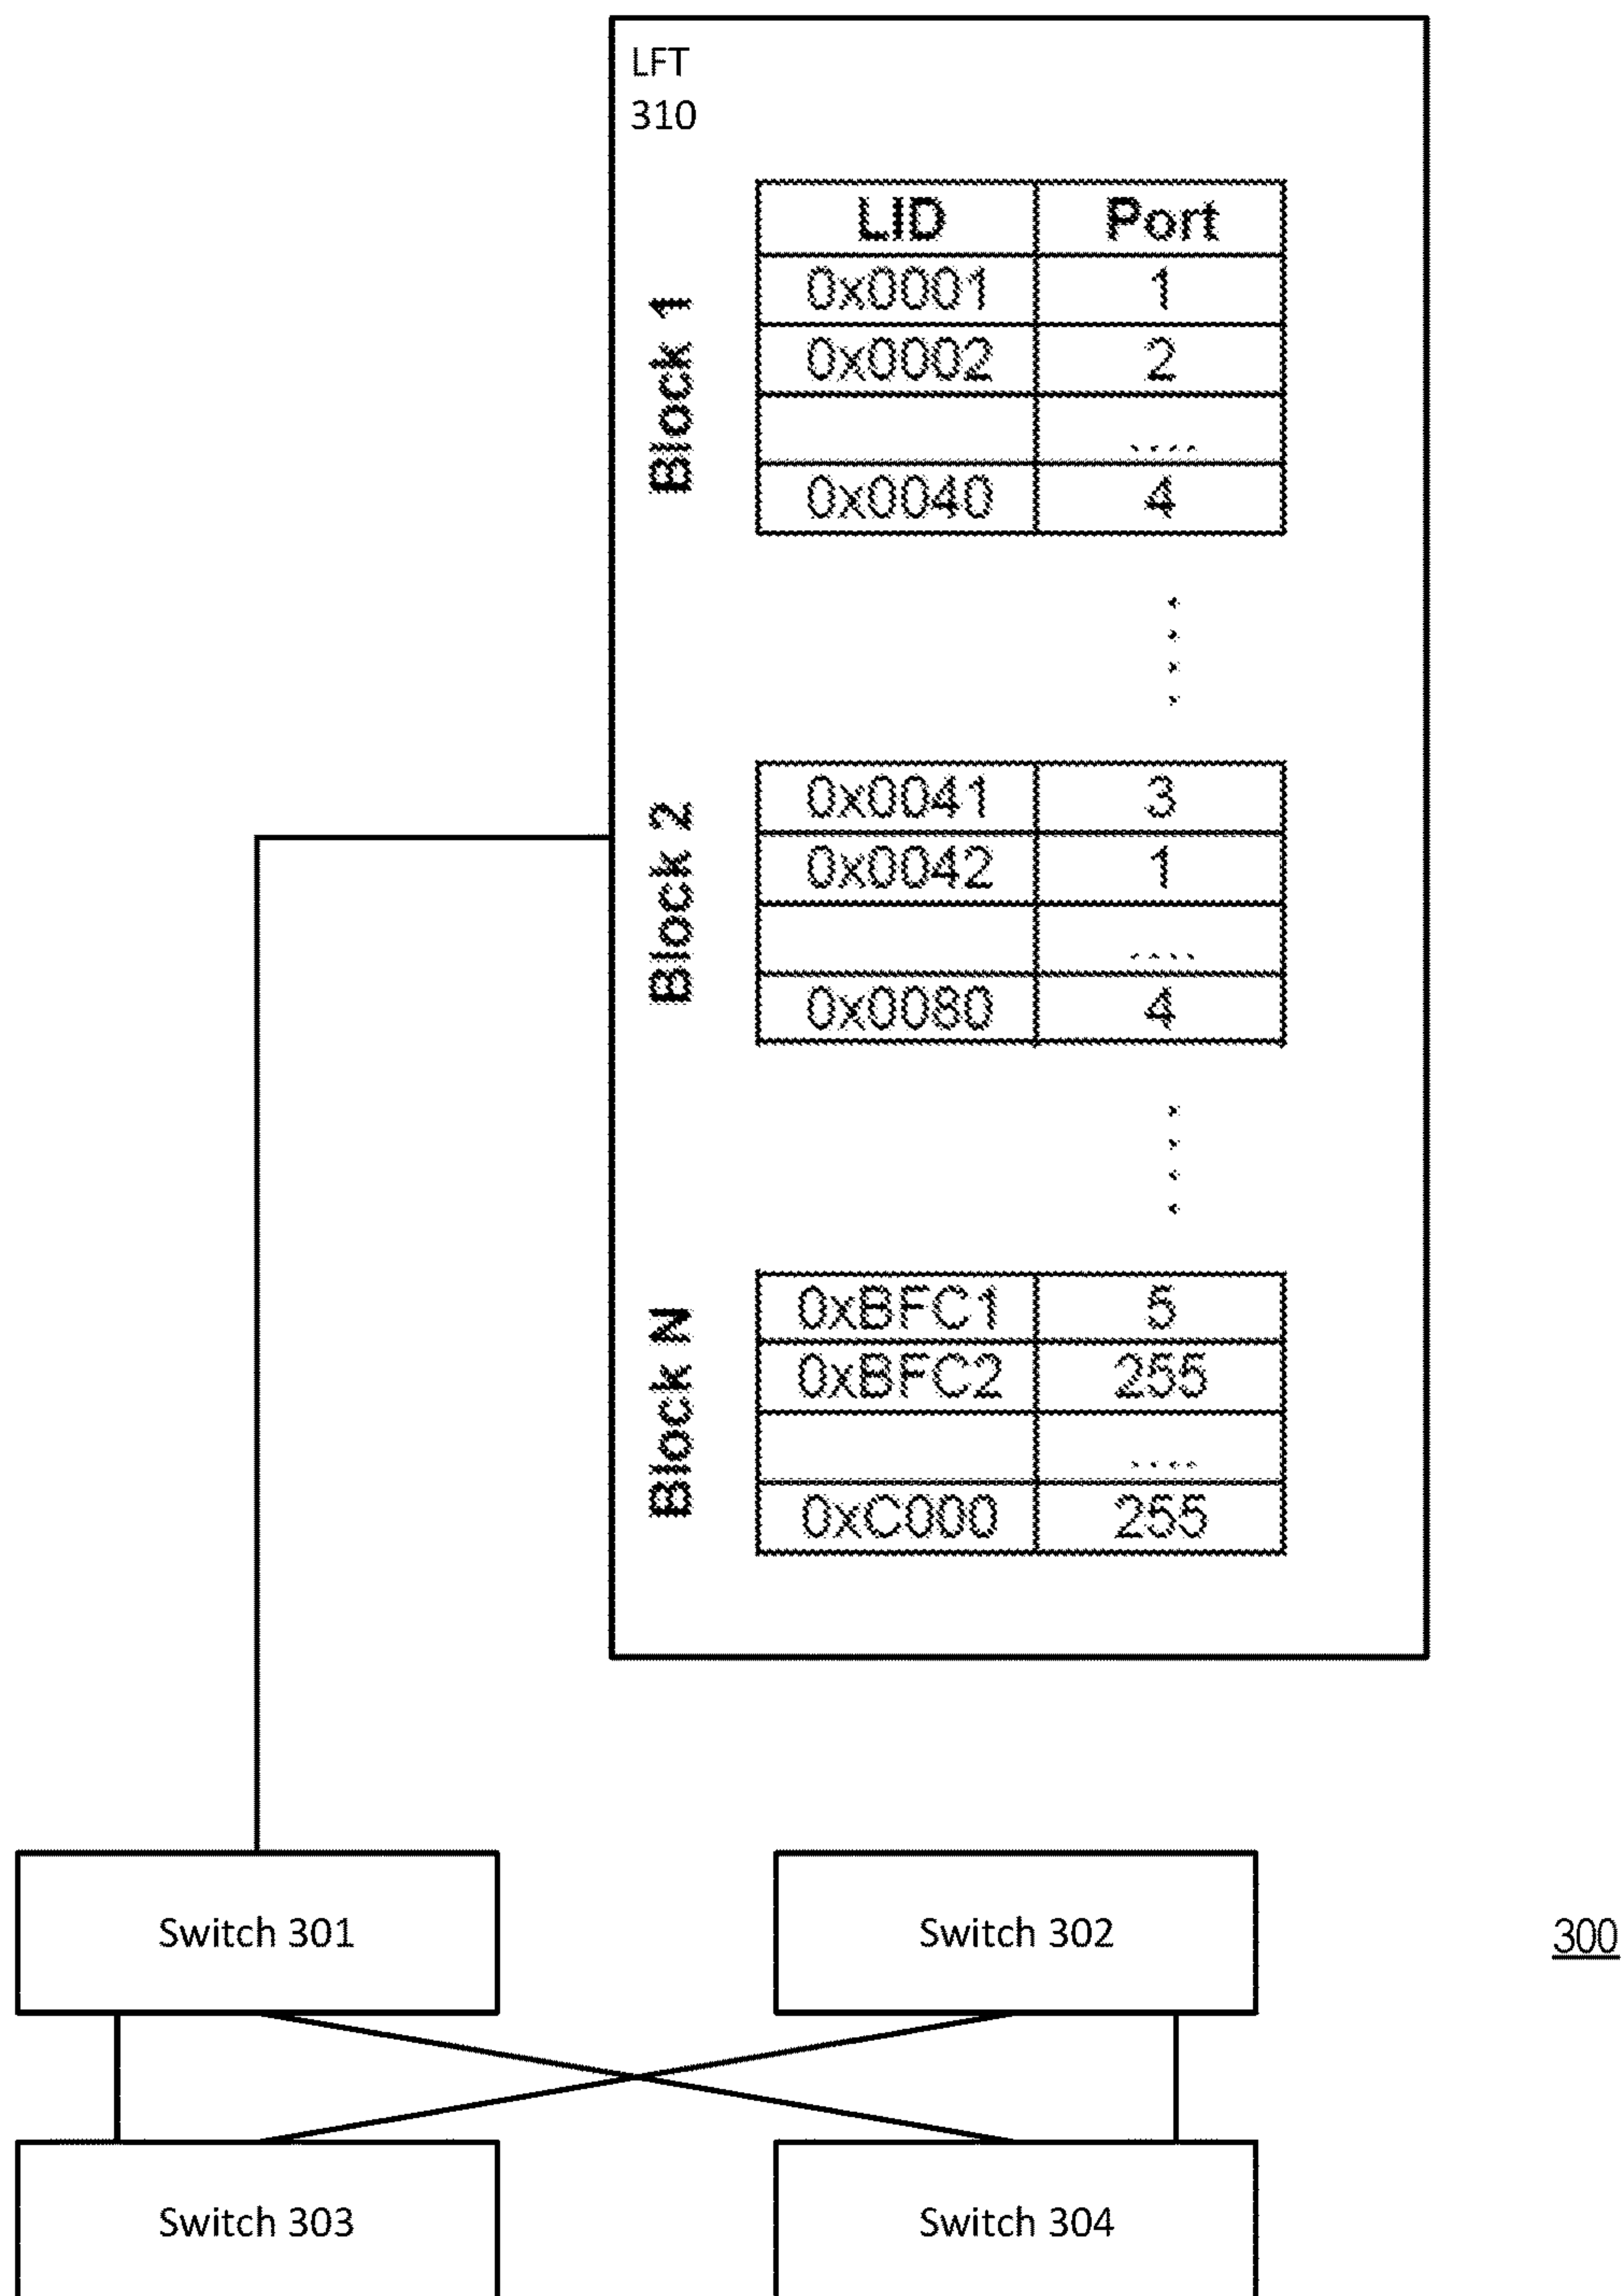 LFT
310
LID Port
Block 1
0x0001 1
0x0002 2
....
0x0040 4
Block 2
0x0041 3
0x0042 1
....
0x0080 4
Block N
0xBFC1 5
0xBFC2 255
....
0xC000 255
Switch 301 Switch 302
300
Switch 303 Switch 304